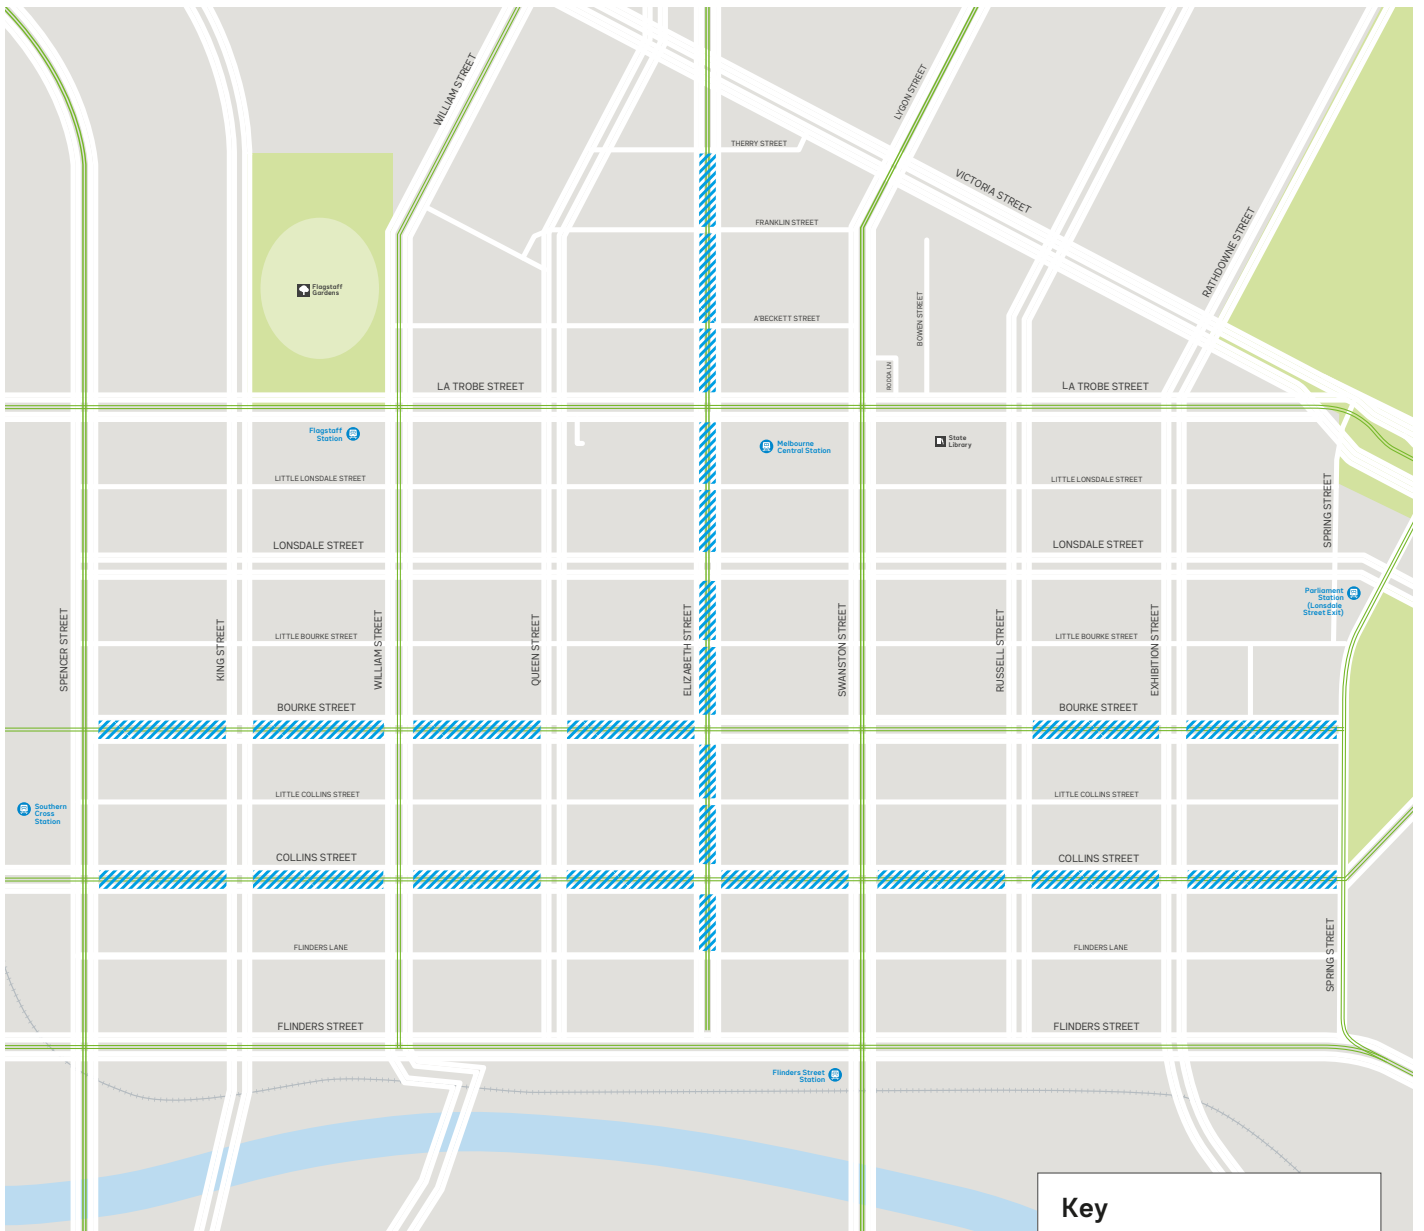 WILLIAM STREET
LYGON STREET
THERRY STREET
VICTORIA STREET
FRANKLIN STREET
RATHDOWNE STREET
Flagstaff
Gardens
BOWEN STREET
A'BECKETT STREET
RODDA LN
LA TROBE STREET
LA TROBE STREET
Flagstaff
Station
Melbourne
Central Station
State
Library
LITTLE LONSDALE STREET
LITTLE LONSDALE STREET
SPRING STREET
LONSDALE STREET
LONSDALE STREET
Parliament
Station
(Lonsdale
Street Exit)
SPENCER STREET
KING STREET
WILLIAM STREET
QUEEN STREET
ELIZABETH STREET
SWANSTON STREET
RUSSELL STREET
EXHIBITION STREET
LITTLE BOURKE STREET
LITTLE BOURKE STREET
BOURKE STREET
BOURKE STREET
Southern
Cross
Station
LITTLE COLLINS STREET
LITTLE COLLINS STREET
COLLINS STREET
COLLINS STREET
FLINDERS LANE
FLINDERS LANE
SPRING STREET
FLINDERS STREET
FLINDERS STREET
Flinders Street
Station
Key